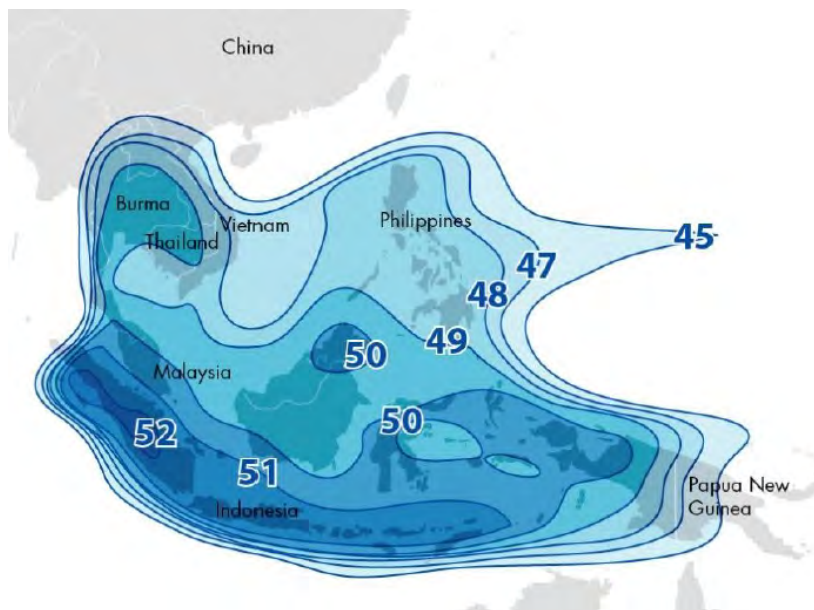 China
Burma
Vietnam
Philippines
Thailand
45
47
48
49
50
Malaysia
50
52
51
Papua New
Guinea
Indonesia